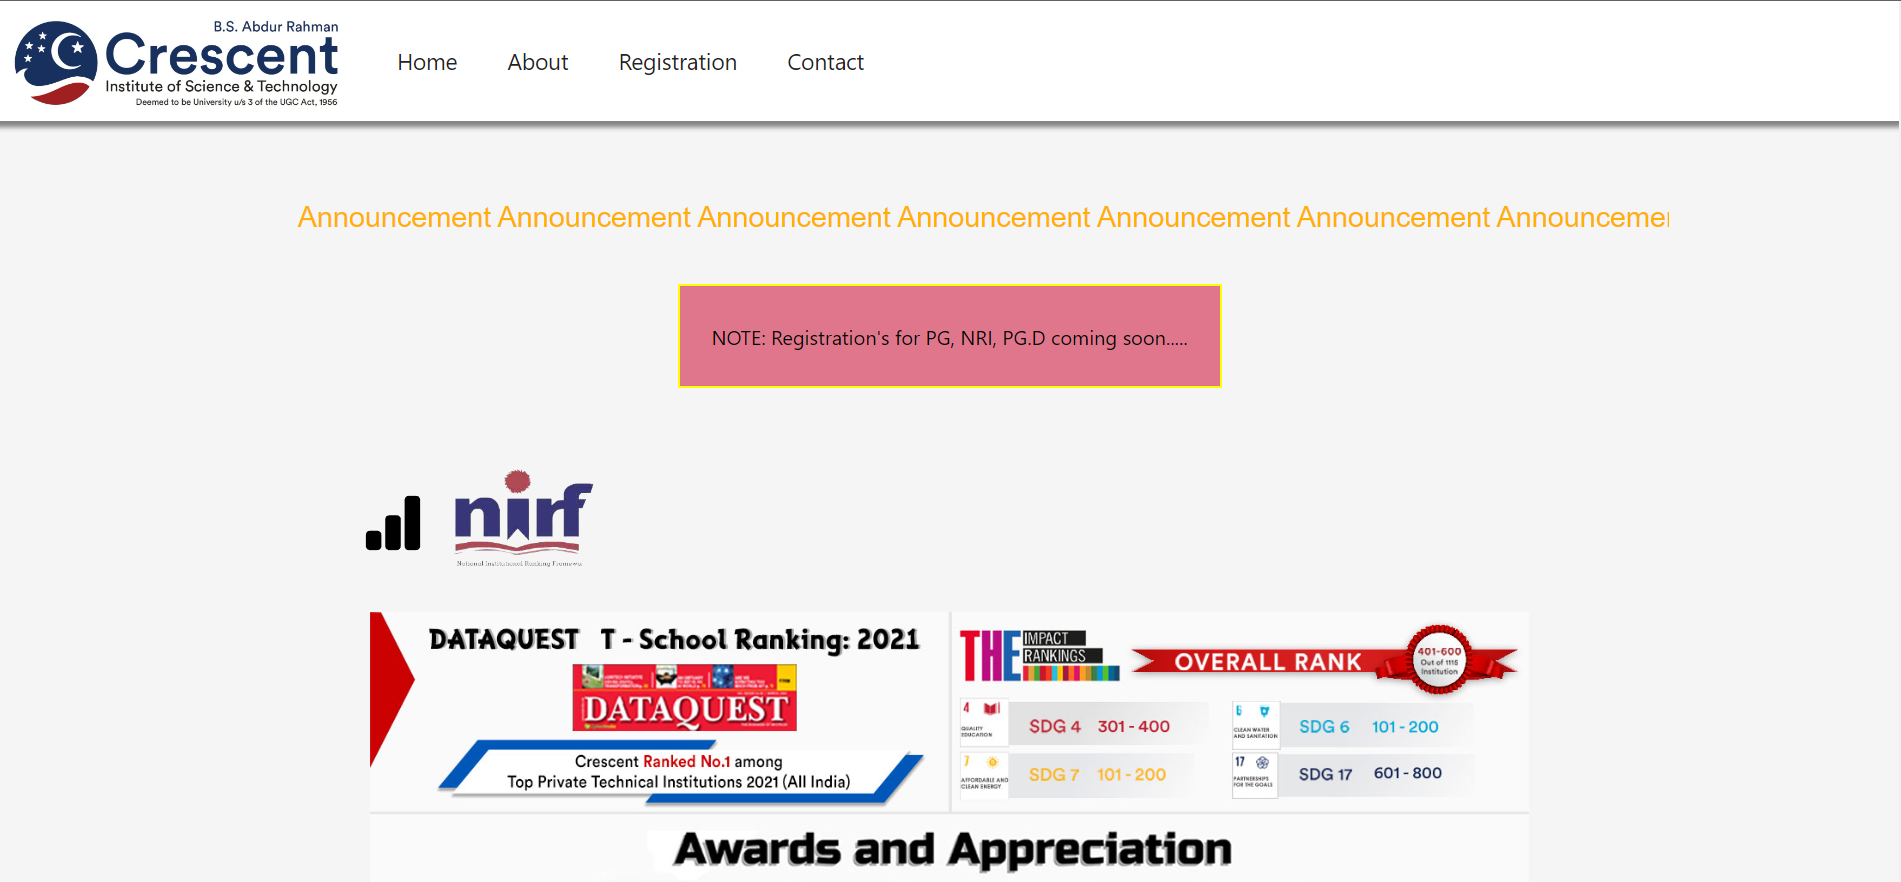 B.S. Abdur Rahman
Crescent
Institute of Science & Technology
Deemed to be University u/s 3 of the UGC Act, 1956
Home About Registration Contact
Announcement Announcement Announcement Announcement Announcement Announcement Announcemen
NOTE: Registration's for PG, NRI, PG.D coming soon.....
nirf
National Institutional Ranking Framewo
DATAQUEST T - School Ranking: 2021
DATAQUEST
Crescent Ranked No.1 among
Top Private Technical Institutions 2021 (All India)
THE IMPACT
RANKINGS
OVERALL RANK
401-600
Out of 1115
Institution
4
QUALITY
EDUCATION
SDG 4 301 - 400
6
CLEAN WATER
AND SANITATION
SDG 6 101 - 200
7
AFFORDABLE AND
CLEAN ENERGY
SDG 7 101 - 200
17
PARTNERSHIPS
FOR THE GOALS
SDG 17 601 - 800
Awards and Appreciation